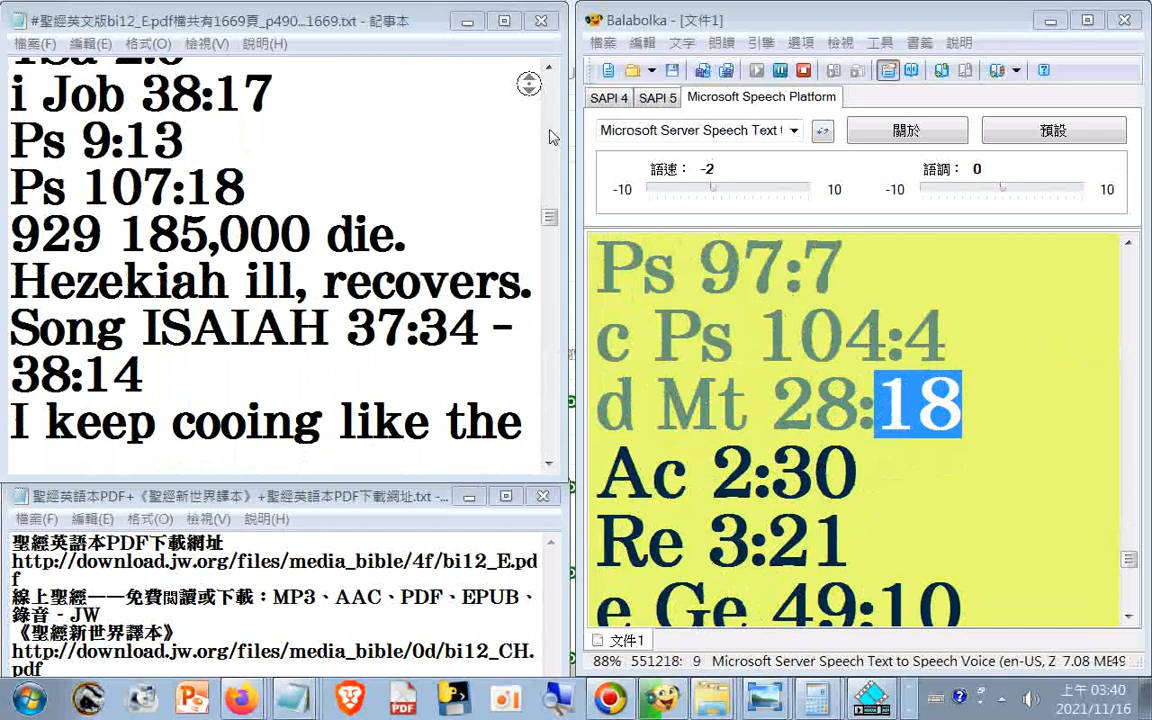 #聖經英文版bi12_E.pdf檔共有1669頁_p490...1669.txt - 記事本
檔案(F) 編輯(E) 格式(O) 檢視(V) 說明(H)
i Job 38:17
Ps 9:13
Ps 107:18
929 185,000 die.
Hezekiah ill, recovers.
Song ISAIAH 37:34 -
38:14
I keep cooing like the
聖經英語本PDF+《聖經新世界譯本》+聖經英語本PDF下載網址.txt -...
檔案(F) 編輯(E) 格式(O) 檢視(V) 說明(H)
聖經英語本PDF下載網址
http://download.jw.org/files/media_bible/4f/bi12_E.pd
f
線上聖經——免費閱讀或下載：MP3、AAC、PDF、EPUB、
錄音 - JW
《聖經新世界譯本》
http://download.jw.org/files/media_bible/0d/bi12_CH.
pdf
Balabolka - [文件1]
檔案 編輯 文字 朗讀 引擎 選項 檢視 工具 書籤 說明
SAPI 4 SAPI 5 Microsoft Speech Platform
Microsoft Server Speech Text t 關於 預設
語速： -2 語調： 0
-10 10 -10 10
Ps 97:7
c Ps 104:4
d Mt 28:18
Ac 2:30
Re 3:21
e Ge 49:10
文件1
88% 551218: 9 Microsoft Server Speech Text to Speech Voice (en-US, Z 7.08 ME49
PDF
上午 03:40
2021/11/16